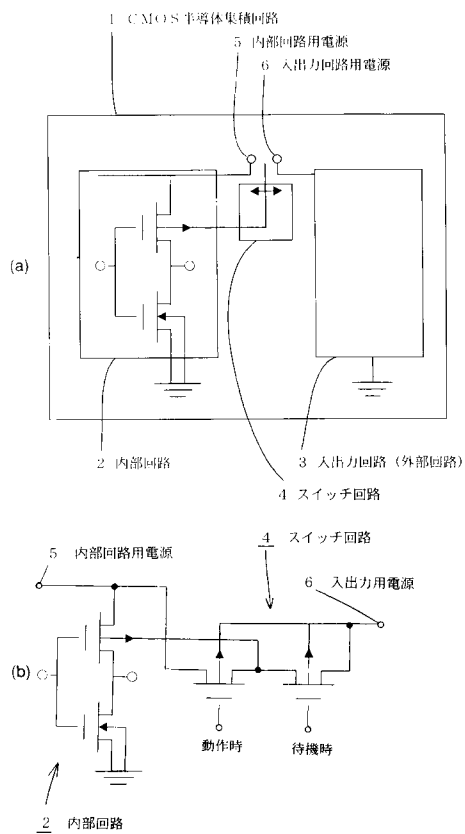 1 CMOS半導体集積回路
5 内部回路用電源
6 入出力回路用電源
(a)
2 内部回路
3 入出力回路(外部回路)
4 スイッチ回路
5 内部回路用電源
4 スイッチ回路
6 入出力用電源
(b)
動作時
待機時
2 内部回路